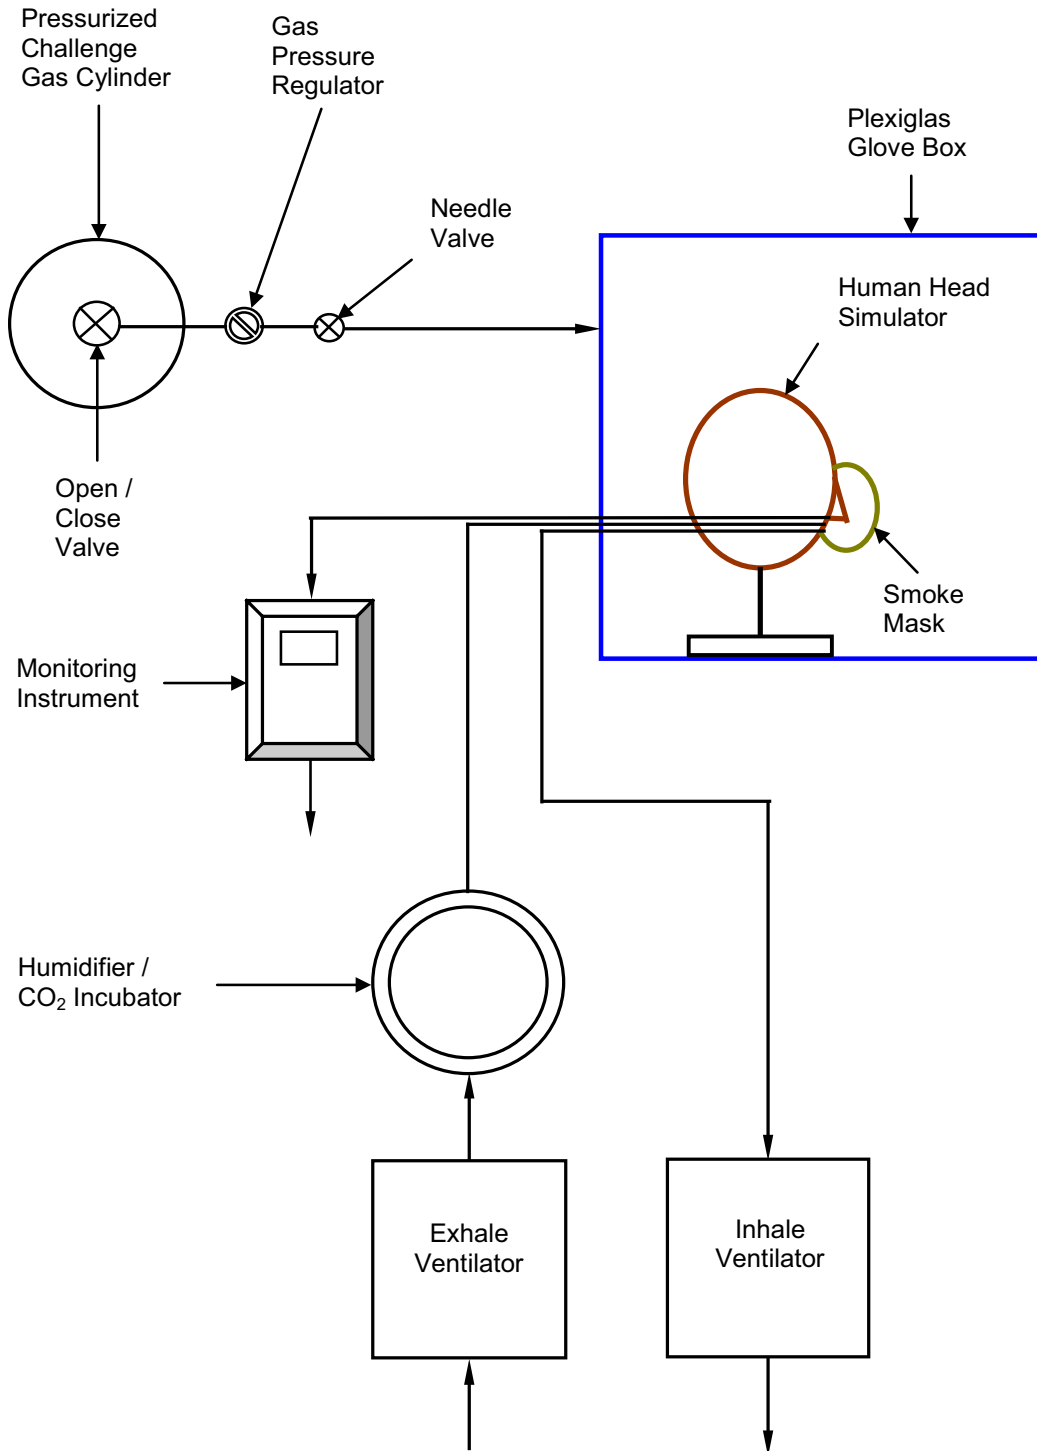 Pressurized
Challenge
Gas Cylinder
Gas
Pressure
Regulator
Plexiglas
Glove Box
Needle
Valve
Human Head
Simulator
Open /
Close
Valve
Smoke
Mask
Monitoring
Instrument
Humidifier /
CO₂ Incubator
Exhale
Ventilator
Inhale
Ventilator